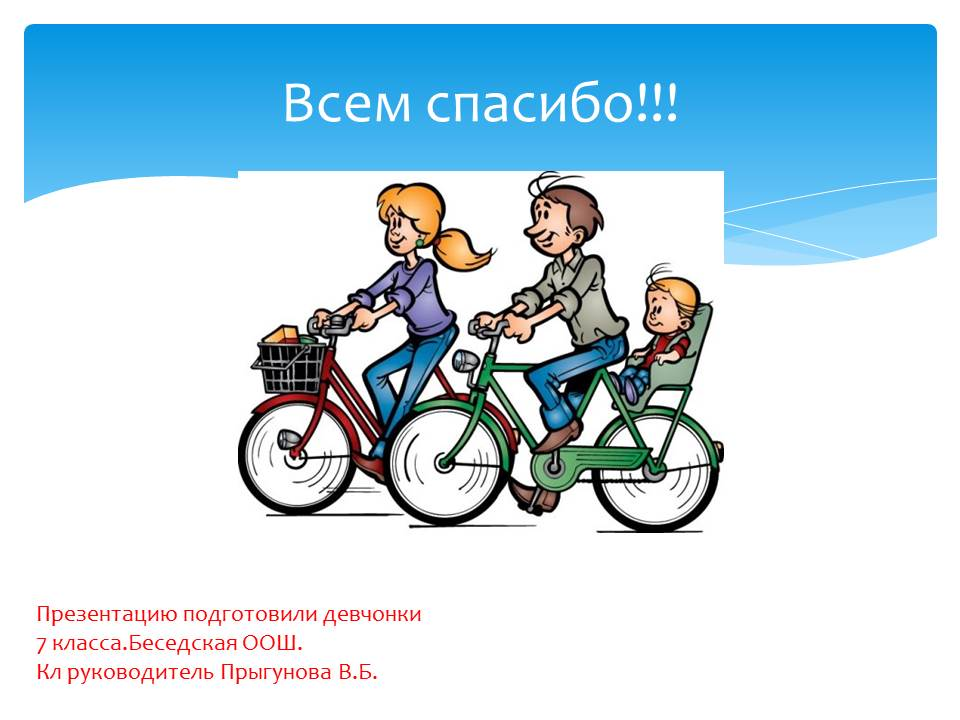 Всем спасибо!!!
Презентацию подготовили девчонки
7 класса.Беседская ООШ.
Кл руководитель Прыгунова В.Б.